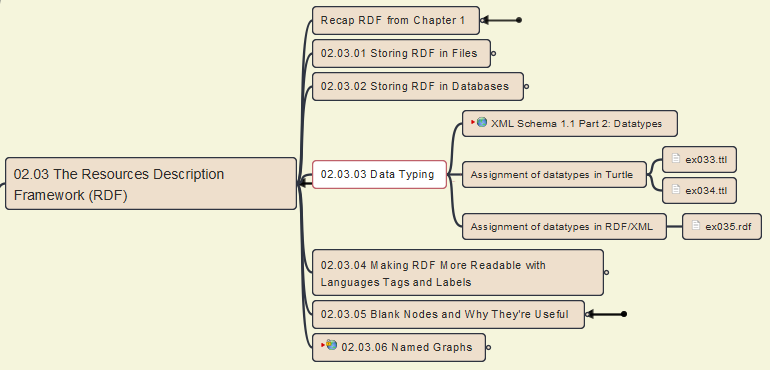 Recap RDF from Chapter 1
02.03.01 Storing RDF in Files
02.03.02 Storing RDF in Databases
02.03 The Resources Description
Framework (RDF)
02.03.03 Data Typing
XML Schema 1.1 Part 2: Datatypes
Assignment of datatypes in Turtle
ex033.ttl
ex034.ttl
Assignment of datatypes in RDF/XML
ex035.rdf
02.03.04 Making RDF More Readable with
Languages Tags and Labels
02.03.05 Blank Nodes and Why They're Useful
02.03.06 Named Graphs